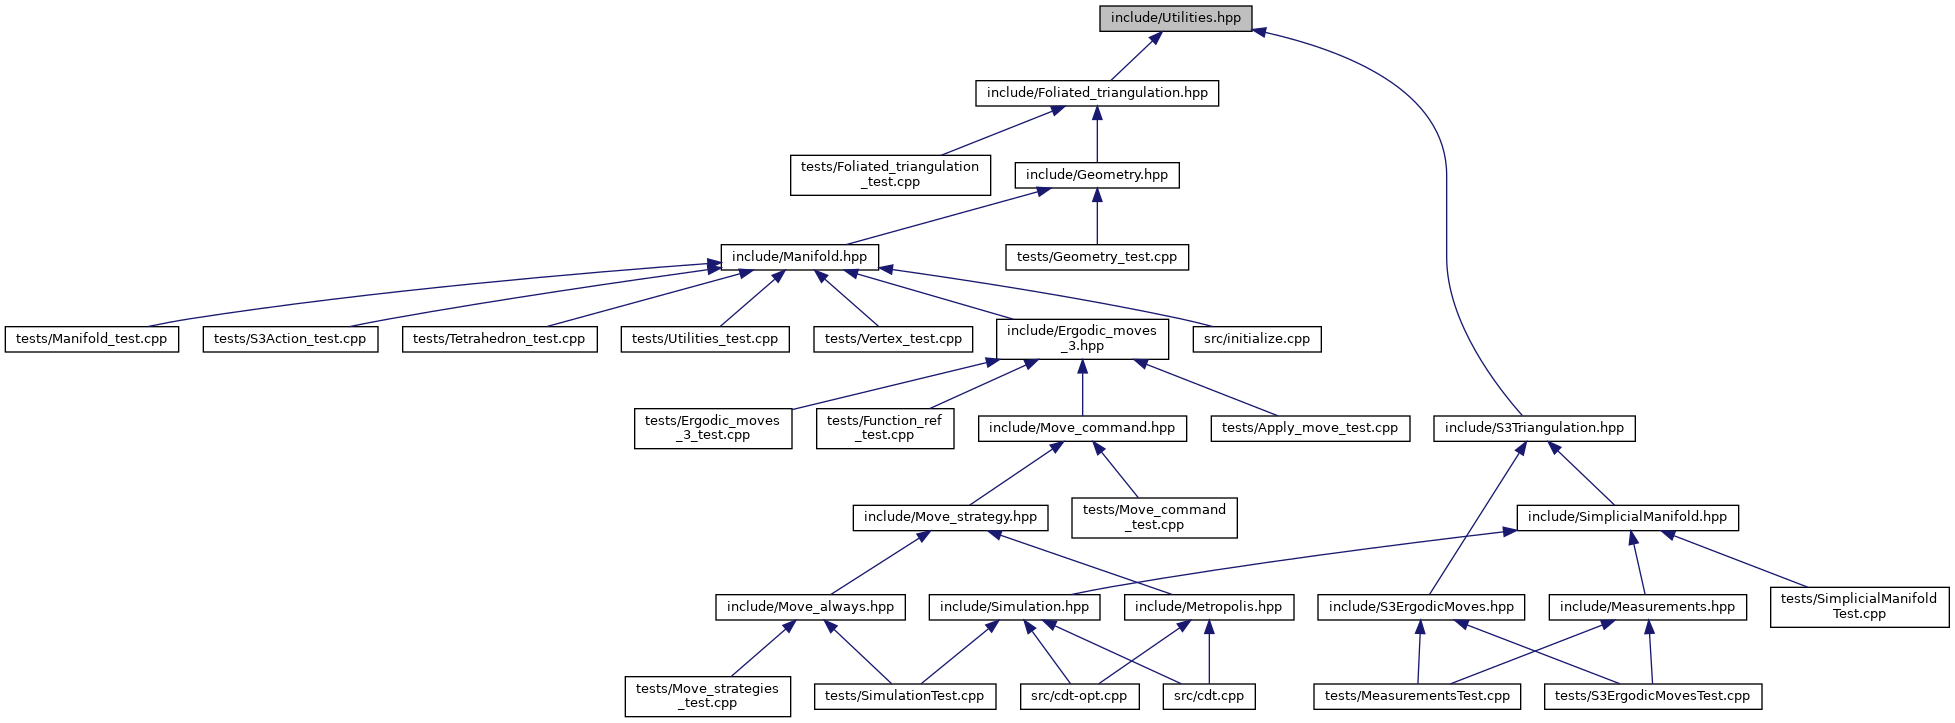 include/Utilities.hpp
include/Foliated_triangulation.hpp
tests/Foliated_triangulation
_test.cpp
include/Geometry.hpp
include/Manifold.hpp
tests/Geometry_test.cpp
tests/Manifold_test.cpp
tests/S3Action_test.cpp
tests/Tetrahedron_test.cpp
tests/Utilities_test.cpp
tests/Vertex_test.cpp
include/Ergodic_moves
_3.hpp
src/initialize.cpp
tests/Ergodic_moves
_3_test.cpp
tests/Function_ref
_test.cpp
include/Move_command.hpp
tests/Apply_move_test.cpp
include/S3Triangulation.hpp
include/Move_strategy.hpp
tests/Move_command
_test.cpp
include/SimplicialManifold.hpp
include/Move_always.hpp
include/Simulation.hpp
include/Metropolis.hpp
include/S3ErgodicMoves.hpp
include/Measurements.hpp
tests/SimplicialManifold
Test.cpp
tests/Move_strategies
_test.cpp
tests/SimulationTest.cpp
src/cdt-opt.cpp
src/cdt.cpp
tests/MeasurementsTest.cpp
tests/S3ErgodicMovesTest.cpp